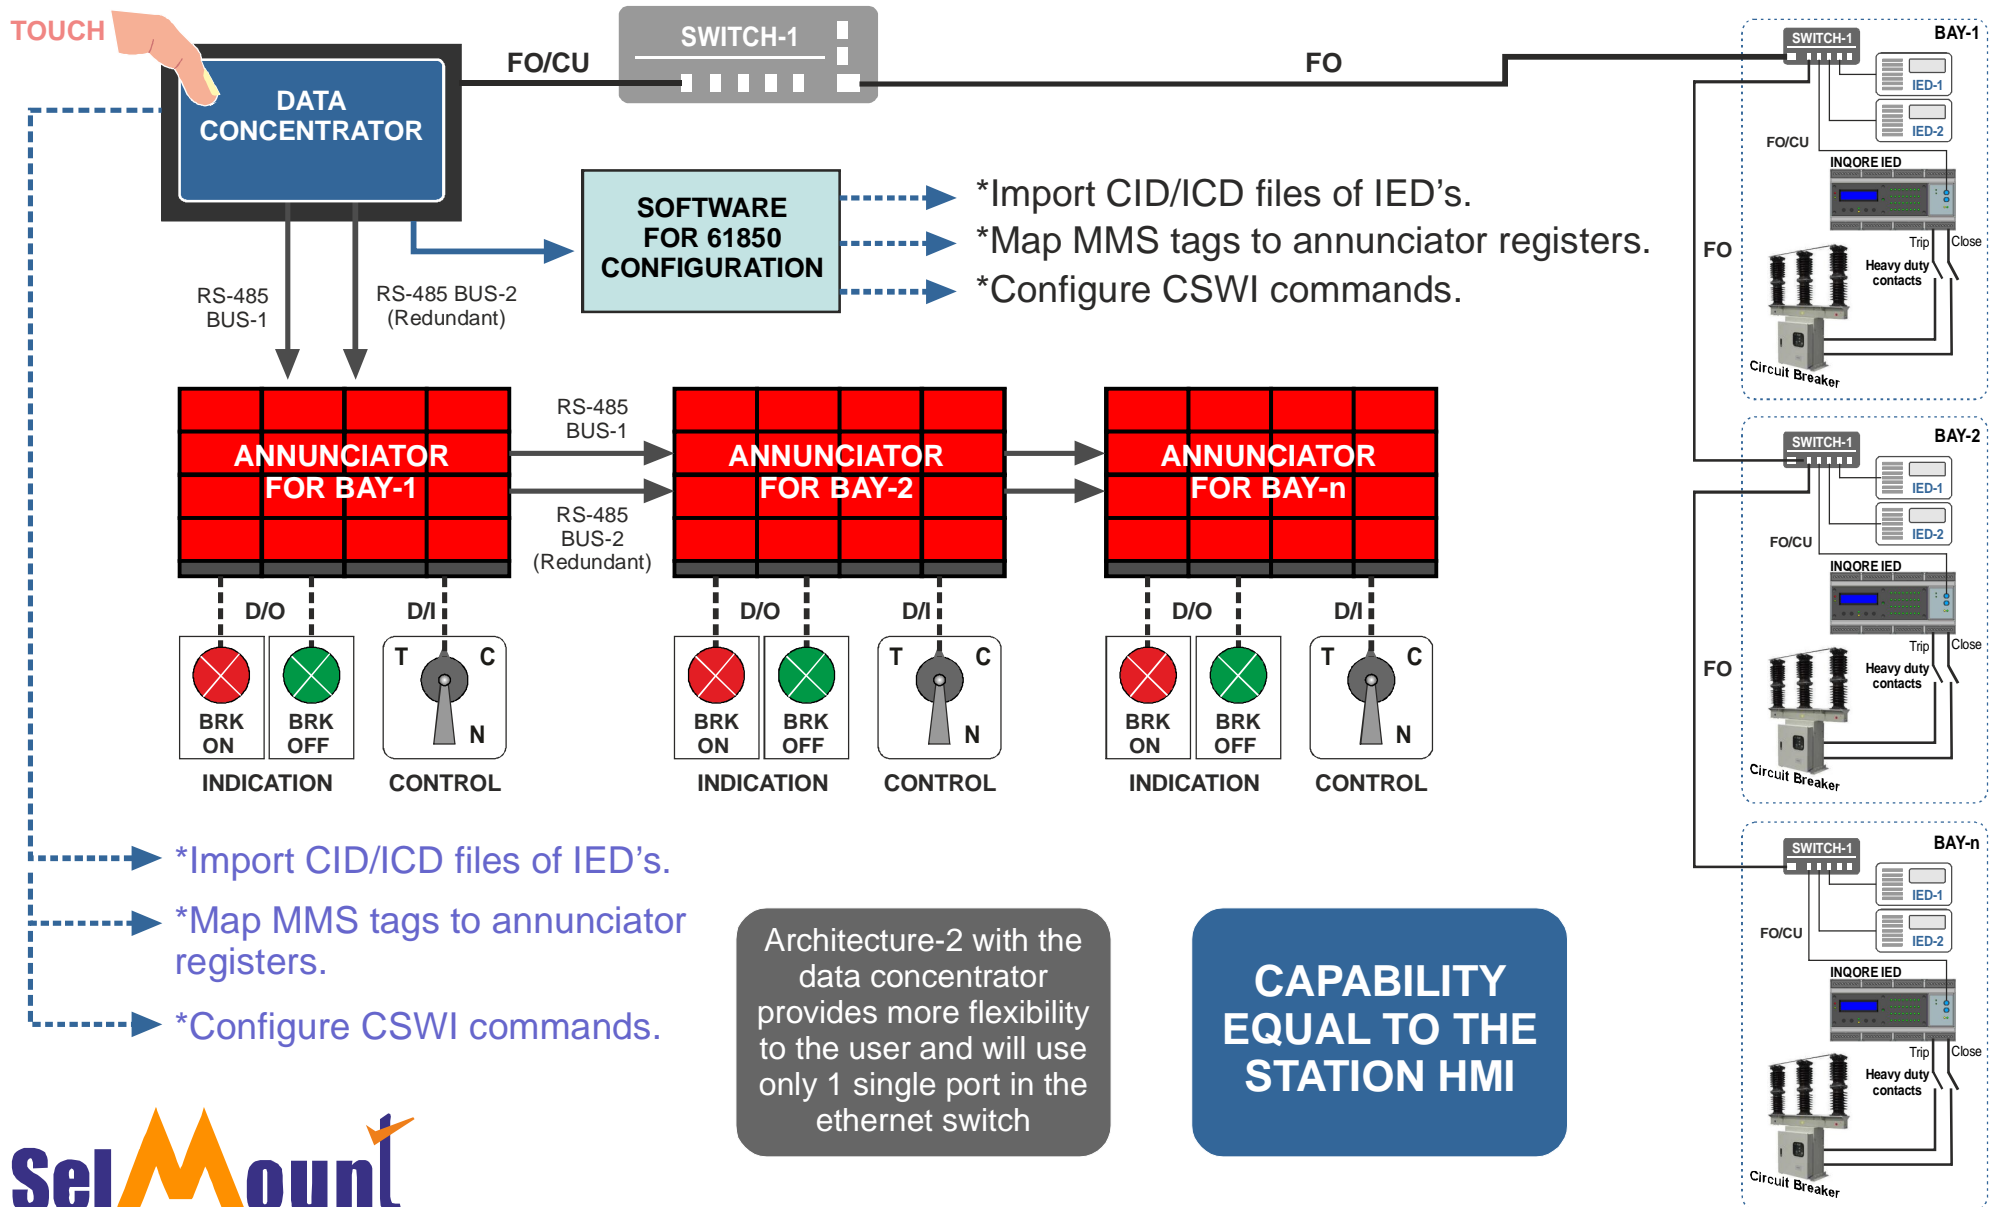 TOUCH
DATA
CONCENTRATOR
FO/CU
SWITCH-1
FO
SOFTWARE
FOR 61850
CONFIGURATION
*Import CID/ICD files of IED's.
*Map MMS tags to annunciator registers.
*Configure CSWI commands.
RS-485
BUS-1
RS-485 BUS-2
(Redundant)
ANNUNCIATOR
FOR BAY-1
RS-485
BUS-1
RS-485
BUS-2
(Redundant)
ANNUNCIATOR
FOR BAY-2
ANNUNCIATOR
FOR BAY-n
D/O
D/I
BRK
ON
BRK
OFF
T
C
N
INDICATION
CONTROL
D/O
D/I
BRK
ON
BRK
OFF
T
C
N
INDICATION
CONTROL
D/O
D/I
BRK
ON
BRK
OFF
T
C
N
INDICATION
CONTROL
*Import CID/ICD files of IED's.
*Map MMS tags to annunciator
registers.
*Configure CSWI commands.
Architecture-2 with the
data concentrator
provides more flexibility
to the user and will use
only 1 single port in the
ethernet switch
CAPABILITY
EQUAL TO THE
STATION HMI
SelMount
BAY-1
SWITCH-1
IED-1
IED-2
FO/CU
INQORE IED
Trip
Close
Heavy duty
contacts
Circuit Breaker
FO
BAY-2
SWITCH-1
IED-1
IED-2
FO/CU
INQORE IED
Trip
Close
Heavy duty
contacts
Circuit Breaker
FO
BAY-n
SWITCH-1
IED-1
IED-2
FO/CU
INQORE IED
Trip
Close
Heavy duty
contacts
Circuit Breaker